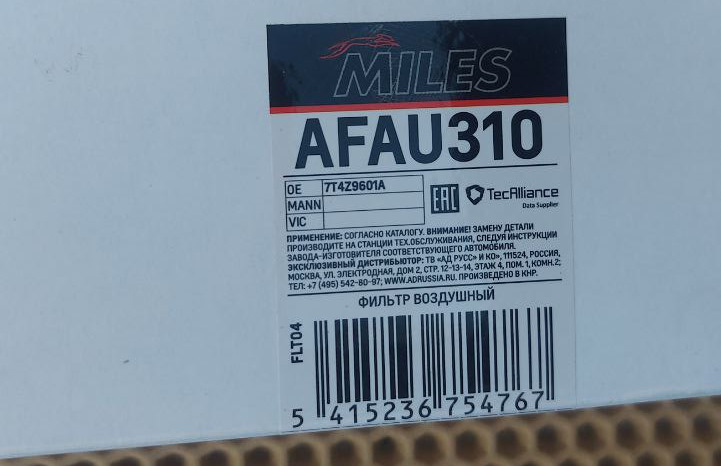 MILES
AFAU310
OE 7T4Z9601A
MANN
VIC
EAC TecAlliance
Data Supplier
ПРИМЕНЕНИЕ: СОГЛАСНО КАТАЛОГУ. ВНИМАНИЕ! ЗАМЕНУ ДЕТАЛИ
ПРОИЗВОДИТЕ НА СТАНЦИИ ТЕХ.ОБСЛУЖИВАНИЯ, СЛЕДУЯ ИНСТРУКЦИИ
ЗАВОДА-ИЗГОТОВИТЕЛЯ СООТВЕТСТВУЮЩЕГО АВТОМОБИЛЯ.
ЭКСКЛЮЗИВНЫЙ ДИСТРИБЬЮТОР: ТВ «АД РУСС» И КО», 111524, РОССИЯ,
МОСКВА, УЛ. ЭЛЕКТРОДНАЯ, ДОМ 2, СТР. 12-13-14, ЭТАЖ 4, ПОМ. 1, КОМН.2;
ТЕЛ: +7 (495) 542-80-97; WWW.ADRUSSIA.RU. ПРОИЗВЕДЕНО В КНР.
ФИЛЬТР ВОЗДУШНЫЙ
FLT04
5 415236 754767